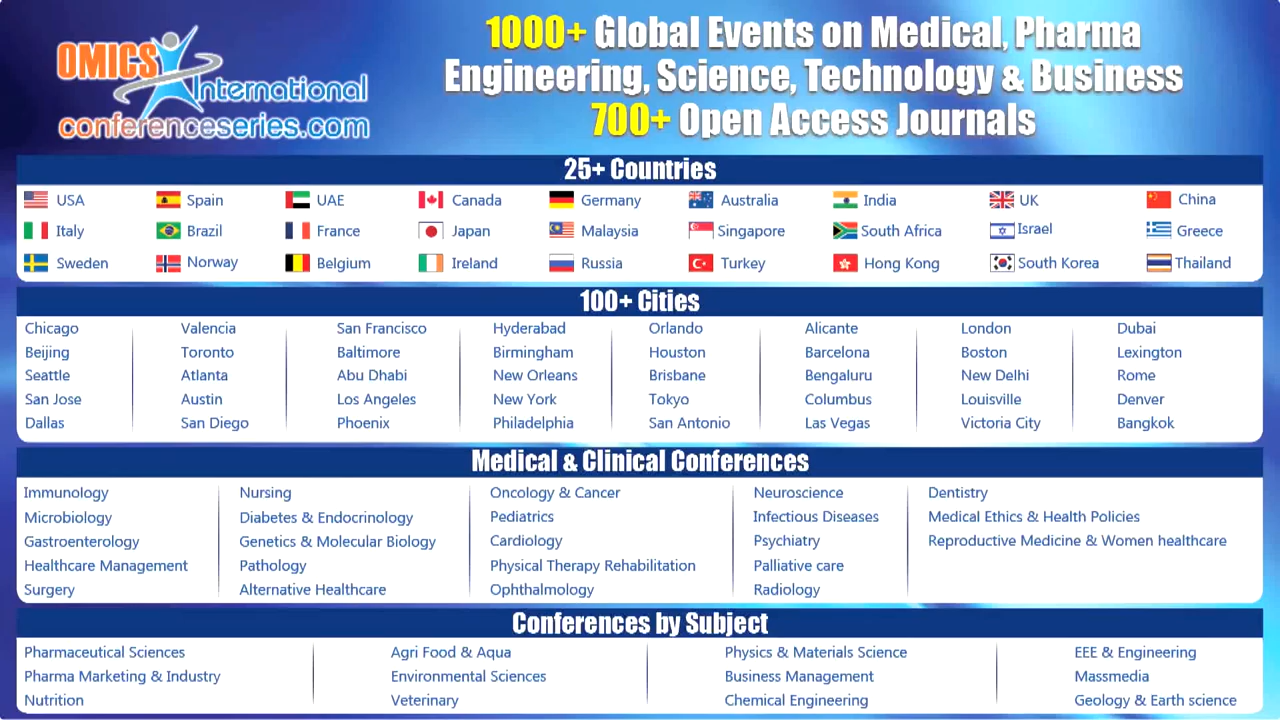 OMICS
International
conferenceseries.com
1000+ Global Events on Medical, Pharma
Engineering, Science, Technology & Business
700+ Open Access Journals
25+ Countries
USA Spain UAE Canada Germany Australia India UK China
Italy Brazil France Japan Malaysia Singapore South Africa Israel Greece
Sweden Norway Belgium Ireland Russia Turkey Hong Kong South Korea Thailand
100+ Cities
Chicago Valencia San Francisco Hyderabad Orlando Alicante London Dubai
Beijing Toronto Baltimore Birmingham Houston Barcelona Boston Lexington
Seattle Atlanta Abu Dhabi New Orleans Brisbane Bengaluru New Delhi Rome
San Jose Austin Los Angeles New York Tokyo Columbus Louisville Denver
Dallas San Diego Phoenix Philadelphia San Antonio Las Vegas Victoria City Bangkok
Medical & Clinical Conferences
Immunology Nursing Oncology & Cancer Neuroscience Dentistry
Microbiology Diabetes & Endocrinology Pediatrics Infectious Diseases Medical Ethics & Health Policies
Gastroenterology Genetics & Molecular Biology Cardiology Psychiatry Reproductive Medicine & Women healthcare
Healthcare Management Pathology Physical Therapy Rehabilitation Palliative care
Surgery Alternative Healthcare Ophthalmology Radiology
Conferences by Subject
Pharmaceutical Sciences Agri Food & Aqua Physics & Materials Science EEE & Engineering
Pharma Marketing & Industry Environmental Sciences Business Management Massmedia
Nutrition Veterinary Chemical Engineering Geology & Earth science